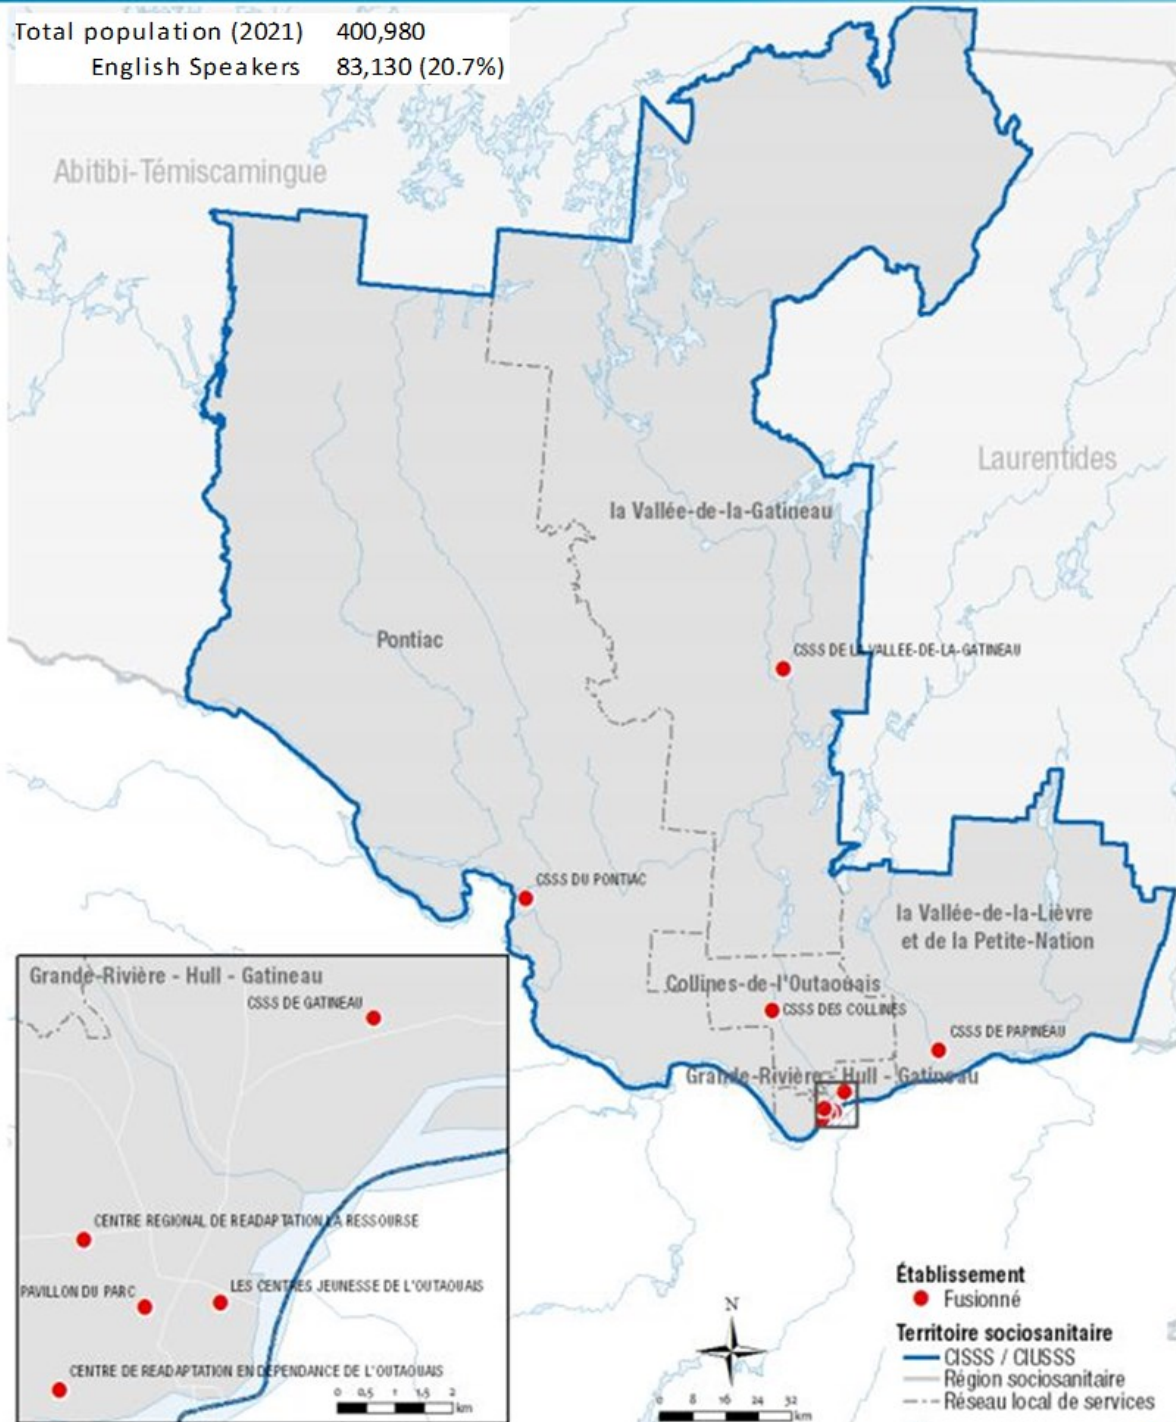 Total population (2021) 400,980
English Speakers 83,130 (20.7%)
Abitibi-Témiscamingue
Laurentides
la Vallée-de-la-Gatineau
Pontiac
CSSS DE LA VALLEE-DE-LA-GATINEAU
CSSS DU PONTIAC
la Vallée-de-la-Lièvre
et de la Petite-Nation
Collines-de-l'Outaouais
CSSS DES COLLINES
CSSS DE PAPINEAU
Grande-Rivière - Hull - Gatineau
Grande-Rivière - Hull - Gatineau
CSSS DE GATINEAU
CENTRE REGIONAL DE READAPTATION LA RESSOURSE
LES CENTRES JEUNESSE DE L'OUTAOUAIS
PAVILLON DU PARC
CENTRE DE READAPTATION EN DEPENDANCE DE L'OUTAOUAIS
0 0,5 1 1,5 2
km
N
0 8 16 24 32
km
Établissement
Fusionné
Territoire sociosanitaire
CISSS / CIUSSS
Région sociosanitaire
Réseau local de services